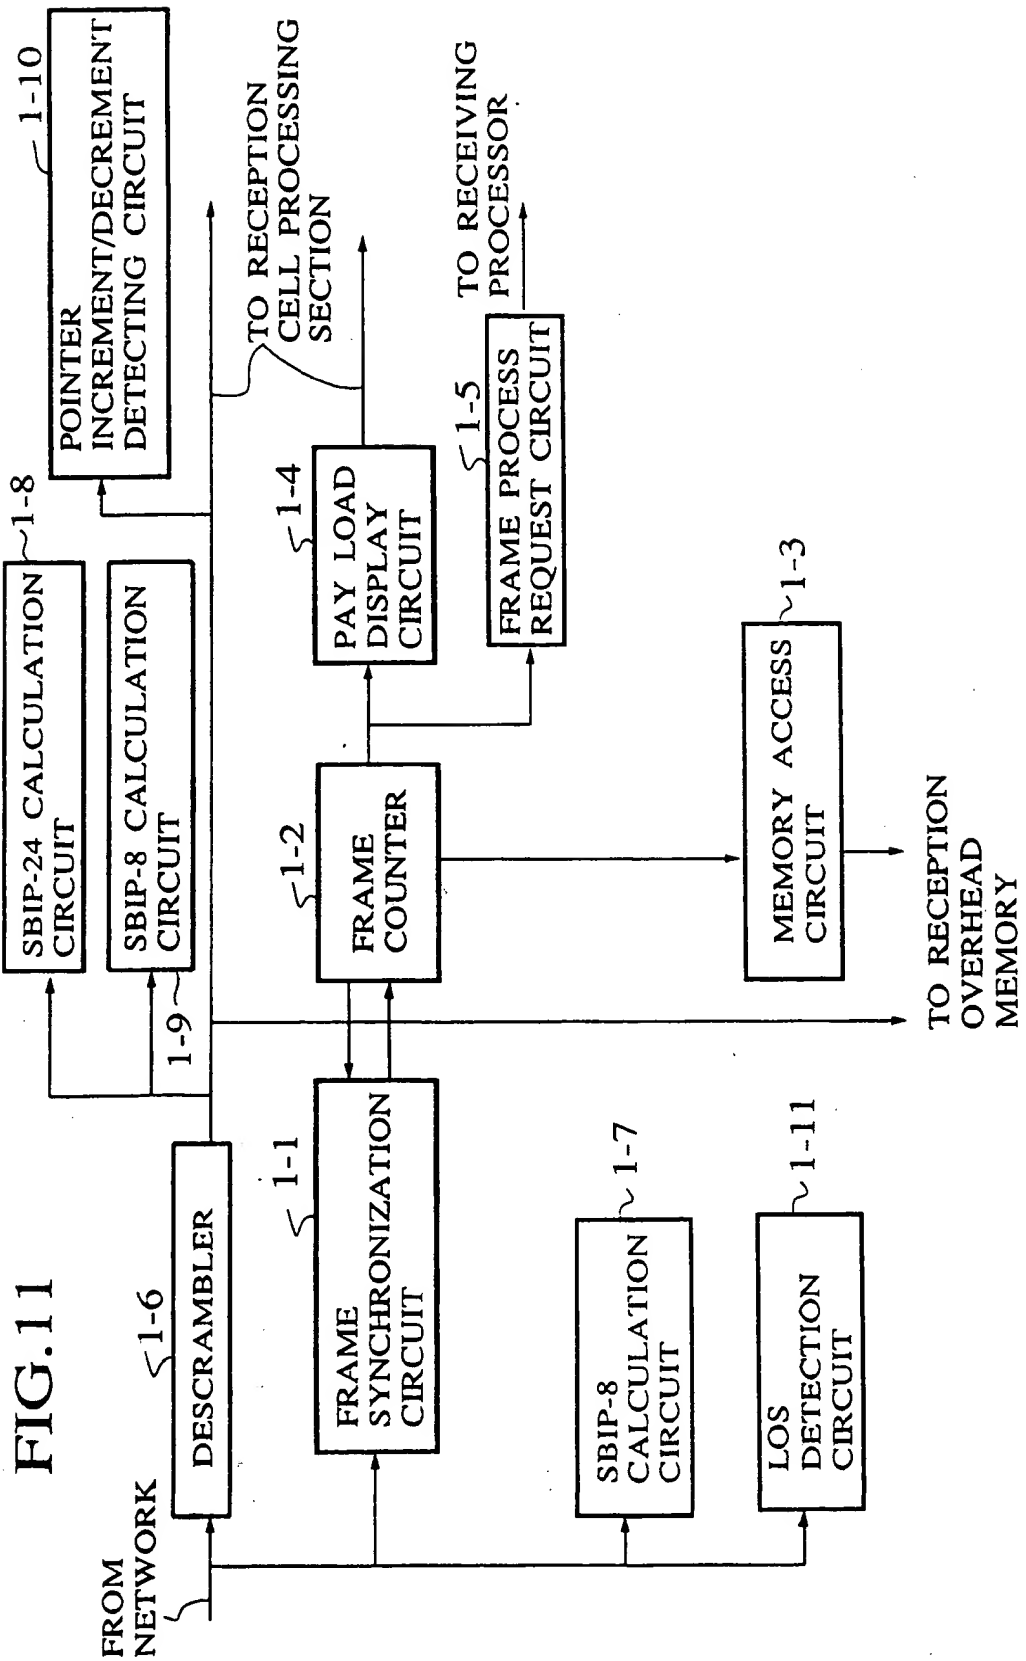 FIG.11
FROM
NETWORK
DESCRAMBLER
1-6
SBIP-24 CALCULATION
CIRCUIT
1-8
SBIP-8 CALCULATION
CIRCUIT
1-9
POINTER
INCREMENT/DECREMENT
DETECTING CIRCUIT
1-10
TO RECEPTION
CELL PROCESSING
SECTION
FRAME
SYNCHRONIZATION
CIRCUIT
1-1
FRAME
COUNTER
1-2
PAY LOAD
DISPLAY
CIRCUIT
1-4
FRAME PROCESS
REQUEST CIRCUIT
1-5
TO RECEIVING
PROCESSOR
SBIP-8
CALCULATION
CIRCUIT
1-7
LOS
DETECTION
CIRCUIT
1-11
MEMORY ACCESS
CIRCUIT
1-3
TO RECEPTION
OVERHEAD
MEMORY